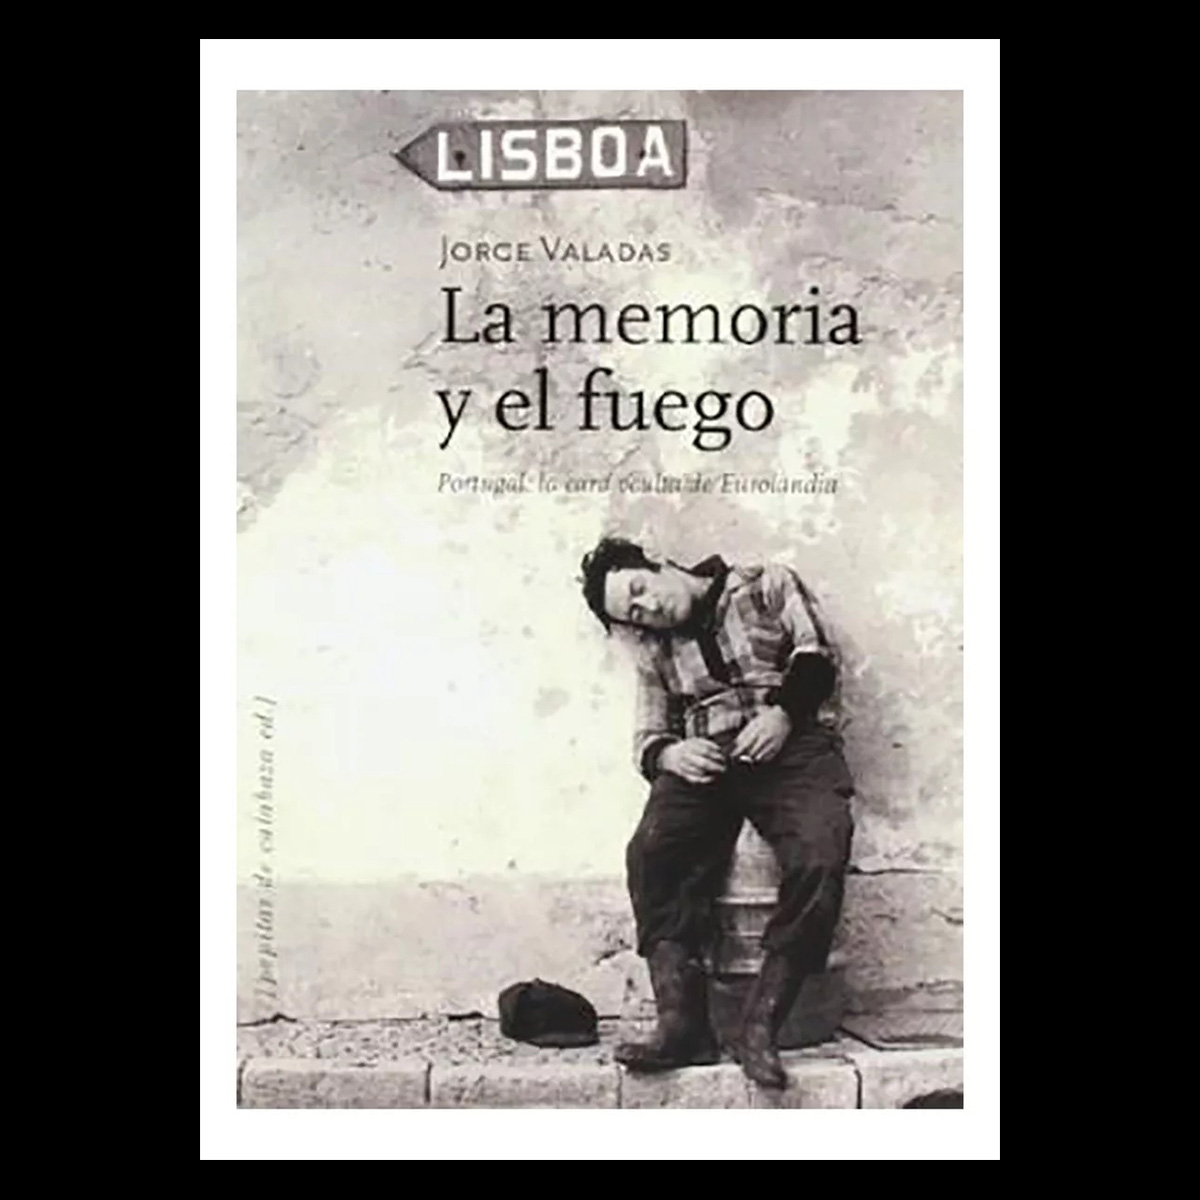 LISBOA
JORGE VALADAS
La memoria
y el fuego
Portugal: la cara oculta de Eurolandia
[pepitas de calabaza ed.]